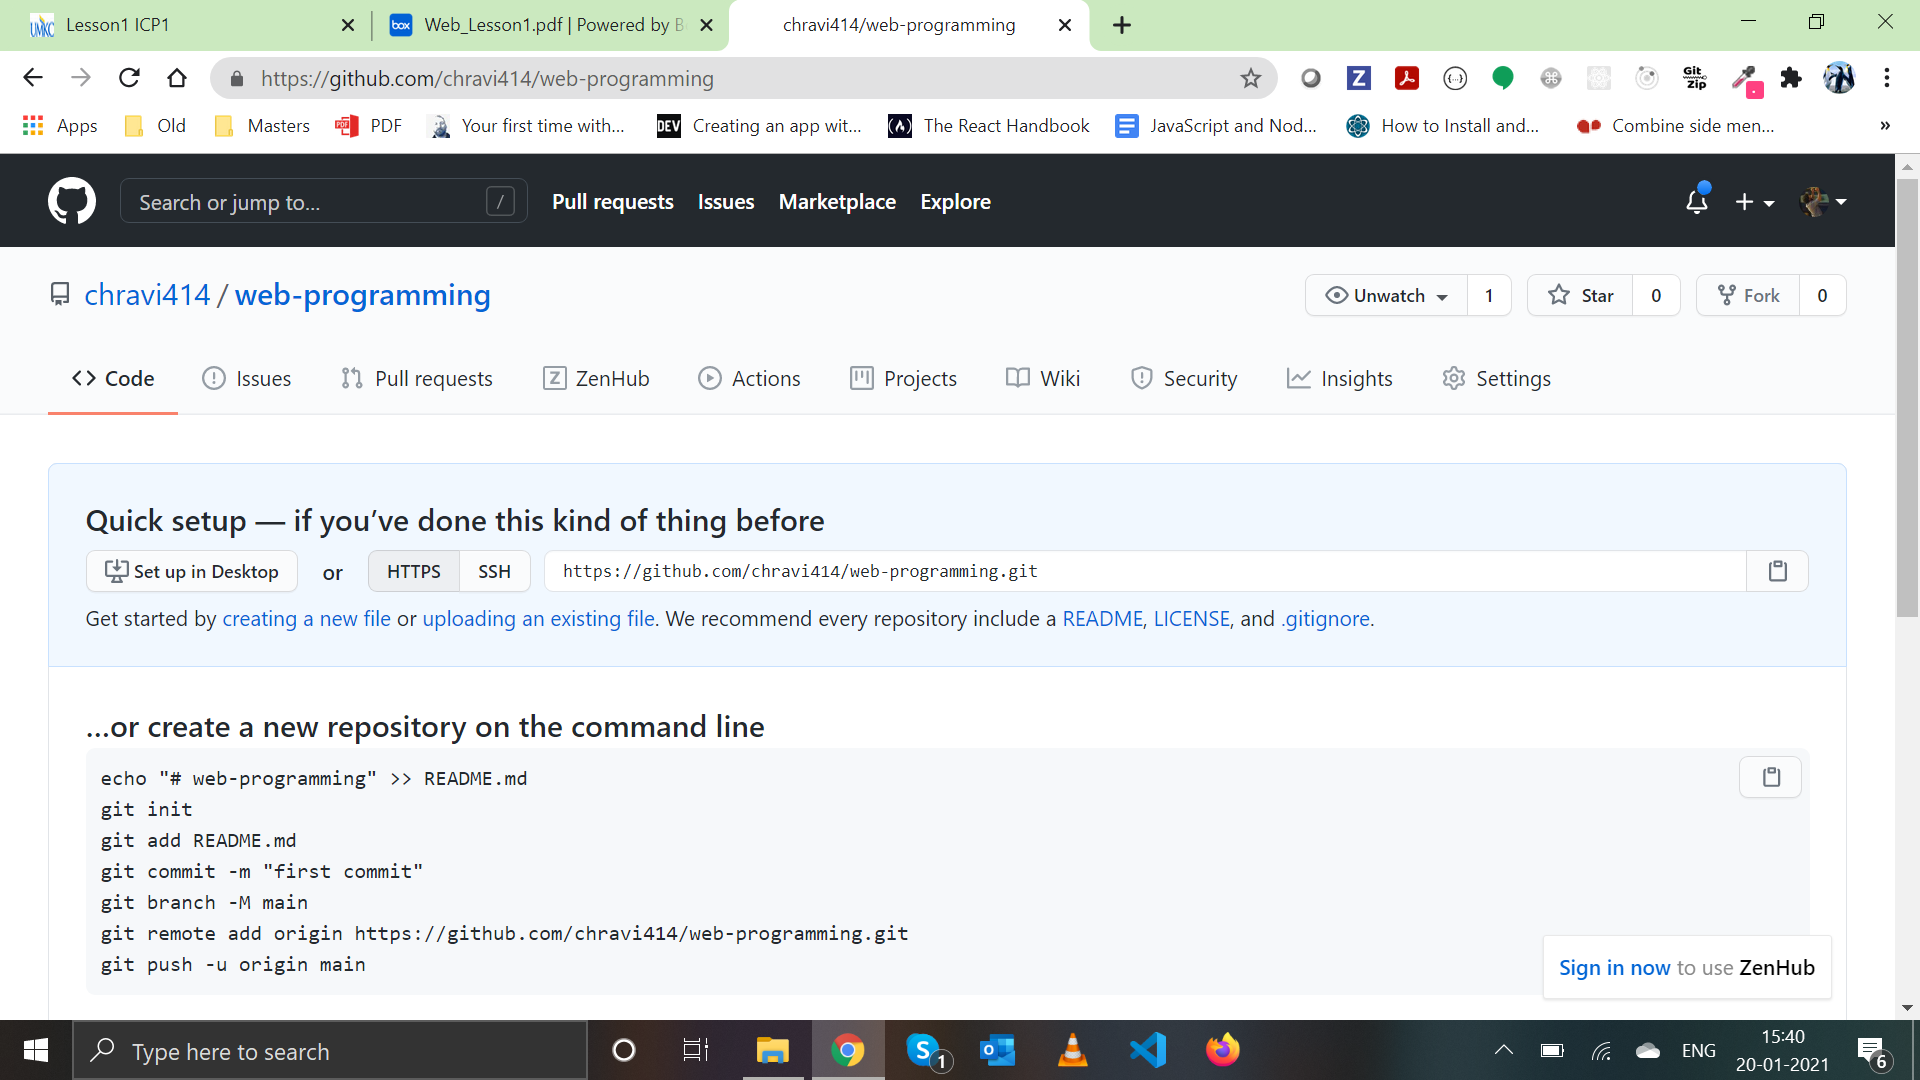 UMKC Lesson1 ICP1
box Web_Lesson1.pdf | Powered by B
chravi414/web-programming
https://github.com/chravi414/web-programming
Z
{...}
Git
Zip
Apps
Old
Masters
PDF PDF
Your first time with...
DEV Creating an app wit...
The React Handbook
JavaScript and Nod...
How to Install and...
Combine side men...
»
Search or jump to... /
Pull requests
Issues
Marketplace
Explore
chravi414 / web-programming
Unwatch 1
Star 0
Fork 0
Code
Issues
Pull requests
Z ZenHub
Actions
Projects
Wiki
Security
Insights
Settings
Quick setup — if you’ve done this kind of thing before
Set up in Desktop or HTTPS SSH https://github.com/chravi414/web-programming.git
Get started by creating a new file or uploading an existing file. We recommend every repository include a README, LICENSE, and .gitignore.
…or create a new repository on the command line
echo "# web-programming" >> README.md
git init
git add README.md
git commit -m "first commit"
git branch -M main
git remote add origin https://github.com/chravi414/web-programming.git
git push -u origin main
Sign in now to use ZenHub
Type here to search
S 1
ENG
15:40
20-01-2021
6